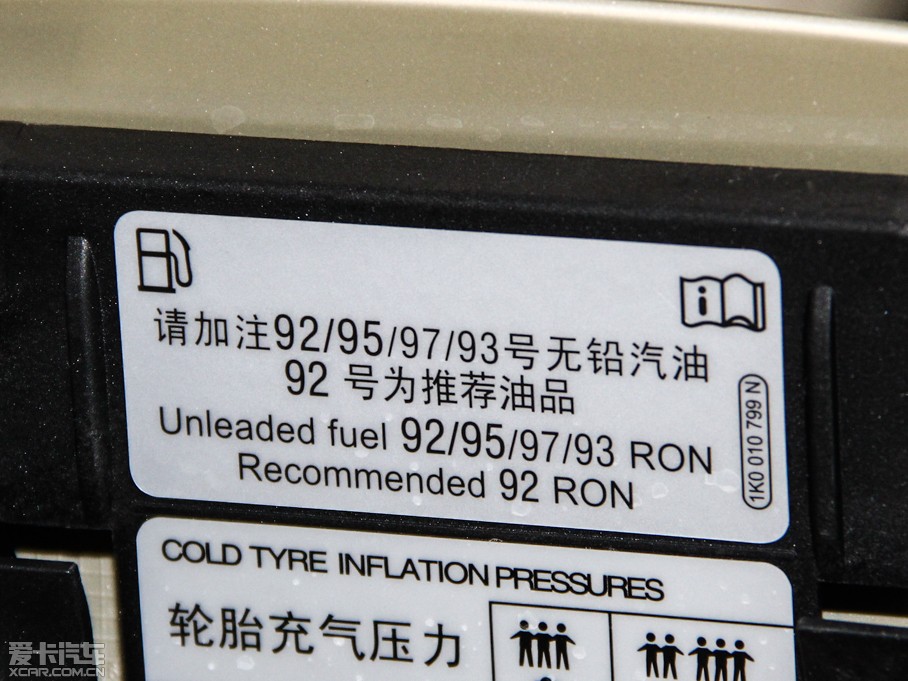 请加注92/95/97/93号无铅汽油
92 号为推荐油品
Unleaded fuel 92/95/97/93 RON
Recommended 92 RON
1K0 010 799 N
COLD TYRE INFLATION PRESSURES
轮胎充气压力
爱卡汽车
XCAR.COM.CN